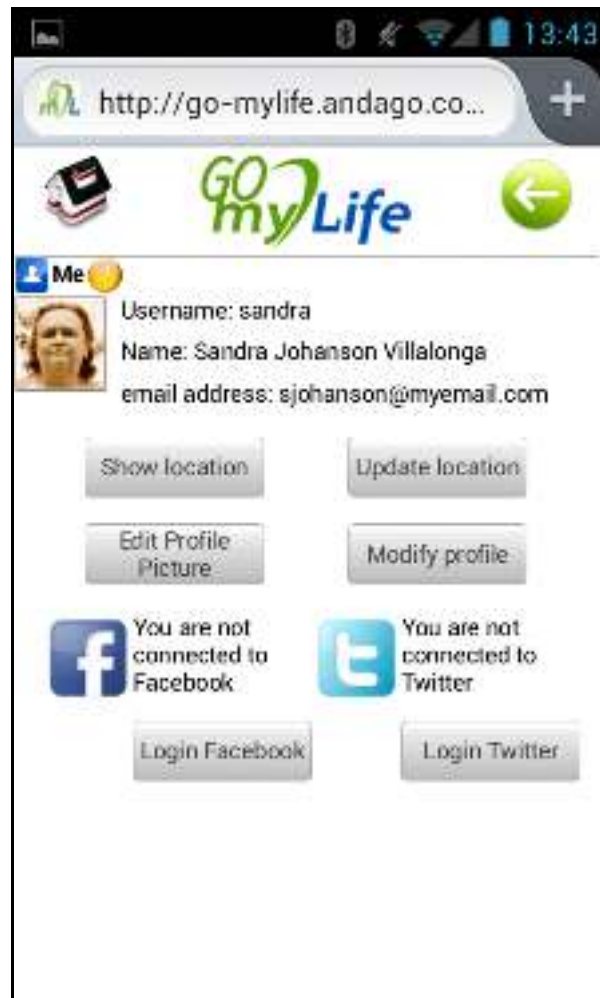 13:43
http://go-mylife.andago.co...
GO
my Life
Me
Username: sandra
Name: Sandra Johanson Villalonga
email address: sjohanson@myemail.com
Show location
Update location
Edit Profile
Picture
Modify profile
You are not
connected to
Facebook
You are not
connected to
Twitter
Login Facebook
Login Twitter